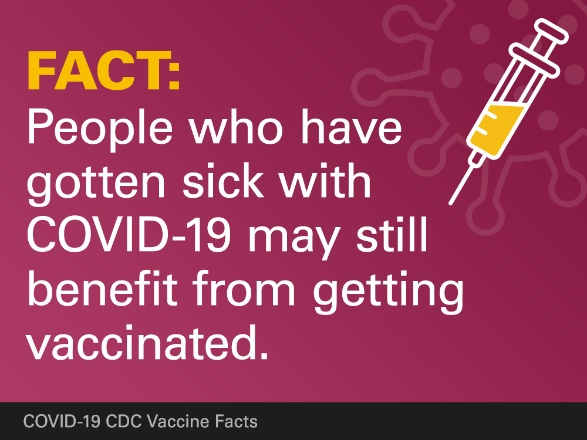 FACT:
People who have
gotten sick with
COVID-19 may still
benefit from getting
vaccinated.
COVID-19 CDC Vaccine Facts